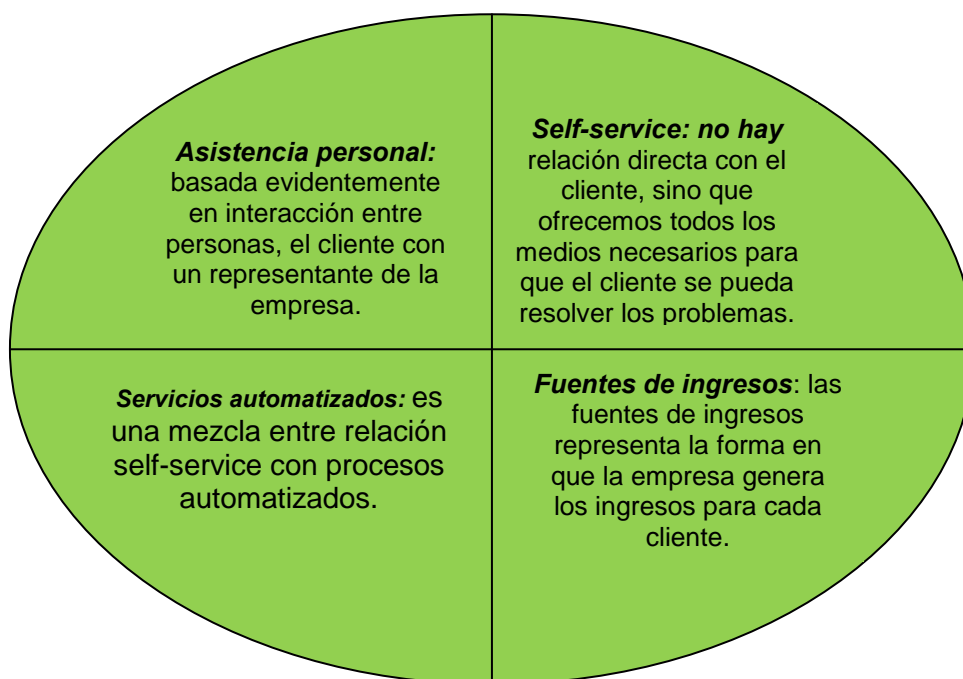 Asistencia personal:
basada evidentemente
en interacción entre
personas, el cliente con
un representante de la
empresa.
Self-service: no hay
relación directa con el
cliente, sino que
ofrecemos todos los
medios necesarios para
que el cliente se pueda
resolver los problemas.
Servicios automatizados: es
una mezcla entre relación
self-service con procesos
automatizados.
Fuentes de ingresos: las
fuentes de ingresos
representa la forma en
que la empresa genera
los ingresos para cada
cliente.